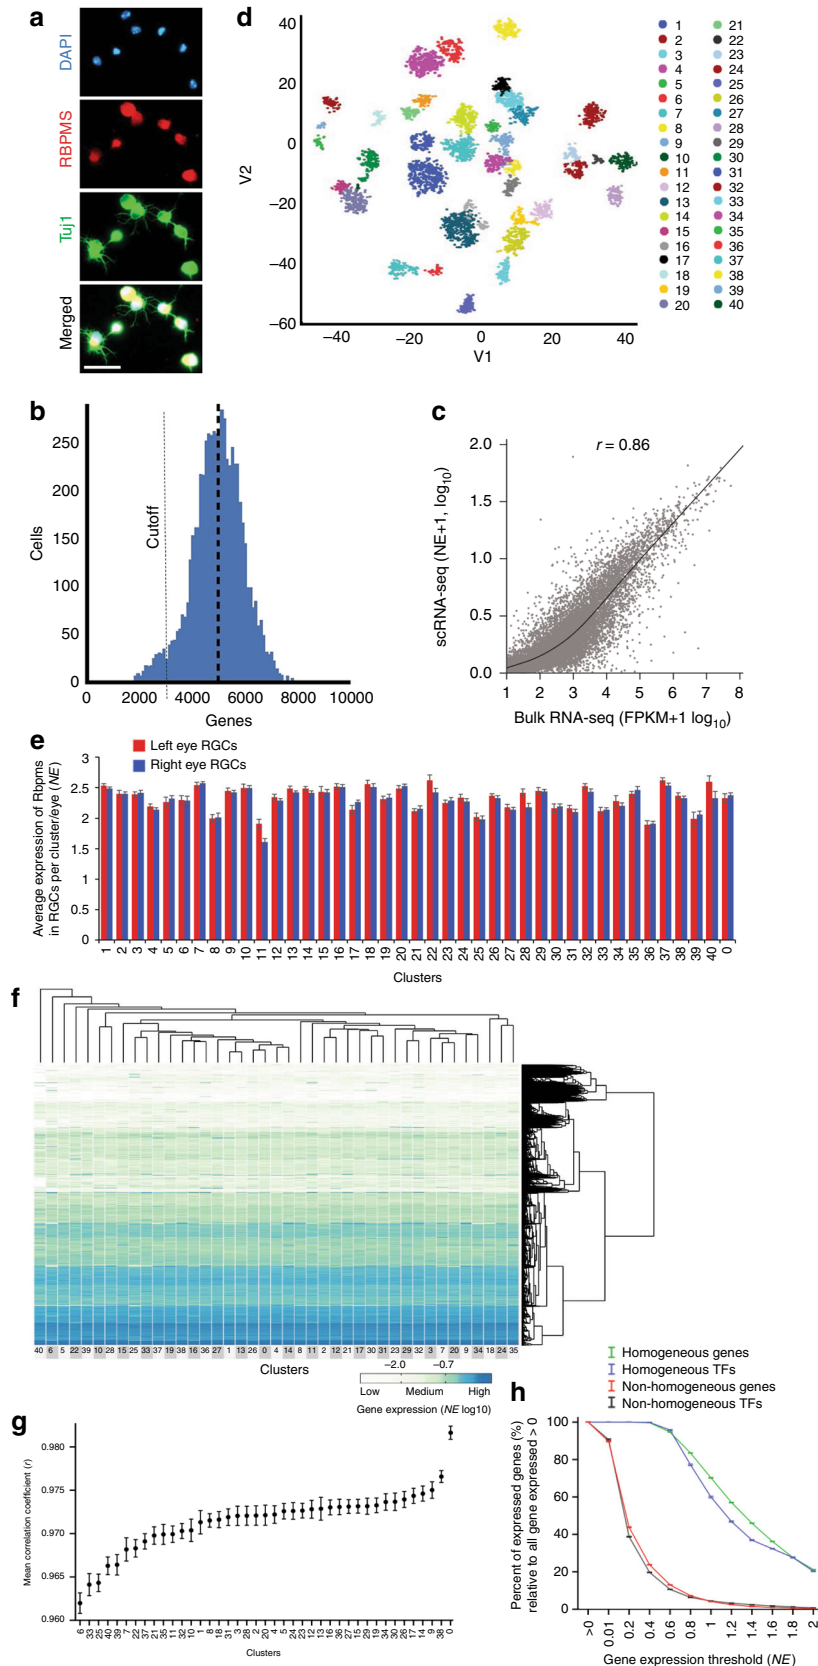 a
DAPI
RBPMS
Tuj1
Merged
d
40
20
0
−20
−40
−60
V2
−40
−20
0
20
40
V1
1
2
3
4
5
6
7
8
9
10
11
12
13
14
15
16
17
18
19
20
21
22
23
24
25
26
27
28
29
30
31
32
33
34
35
36
37
38
39
40
b
250
200
150
100
50
0
Cells
Cutoff
0
2000
4000
6000
8000
10000
Genes
c
r = 0.86
2.0
1.5
1.0
0.5
0.0
scRNA-seq (NE+1, log10)
1 2 3 4 5 6 7 8
Bulk RNA-seq (FPKM+1 log10)
e
Left eye RGCs
Right eye RGCs
3
2.5
2
1.5
1
0.5
0
Average expression of Rbpms
in RGCs per cluster/eye (NE)
1 2 3 4 5 6 7 8 9 10 11 12 13 14 15 16 17 18 19 20 21 22 23 24 25 26 27 28 29 30 31 32 33 34 35 36 37 38 39 40 0
Clusters
f
40 6 5 22 39 10 28 15 25 33 37 19 38 16 36 27 1 13 26 0 4 14 8 11 2 12 21 17 30 31 23 29 32 3 7 20 9 34 18 24 35
Clusters
−2.0
−0.7
Low
Medium
High
Gene expression (NE log10)
g
0.980
0.975
0.970
0.965
0.960
Mean correlation coefficient (r)
6 33 25 40 39 7 22 37 21 35 11 32 10 1 8 18 31 3 28 2 20 4 5 24 23 12 13 16 36 27 15 29 19 34 30 26 17 14 9 38 0
Clusters
Homogeneous genes
Homogeneous TFs
Non-homogeneous genes
Non-homogeneous TFs
h
100
80
60
40
20
0
Percent of expressed genes (%)
relative to all gene expressed > 0
>0 0.01 0.2 0.4 0.6 0.8 1 1.2 1.4 1.6 1.8 2
Gene expression threshold (NE)